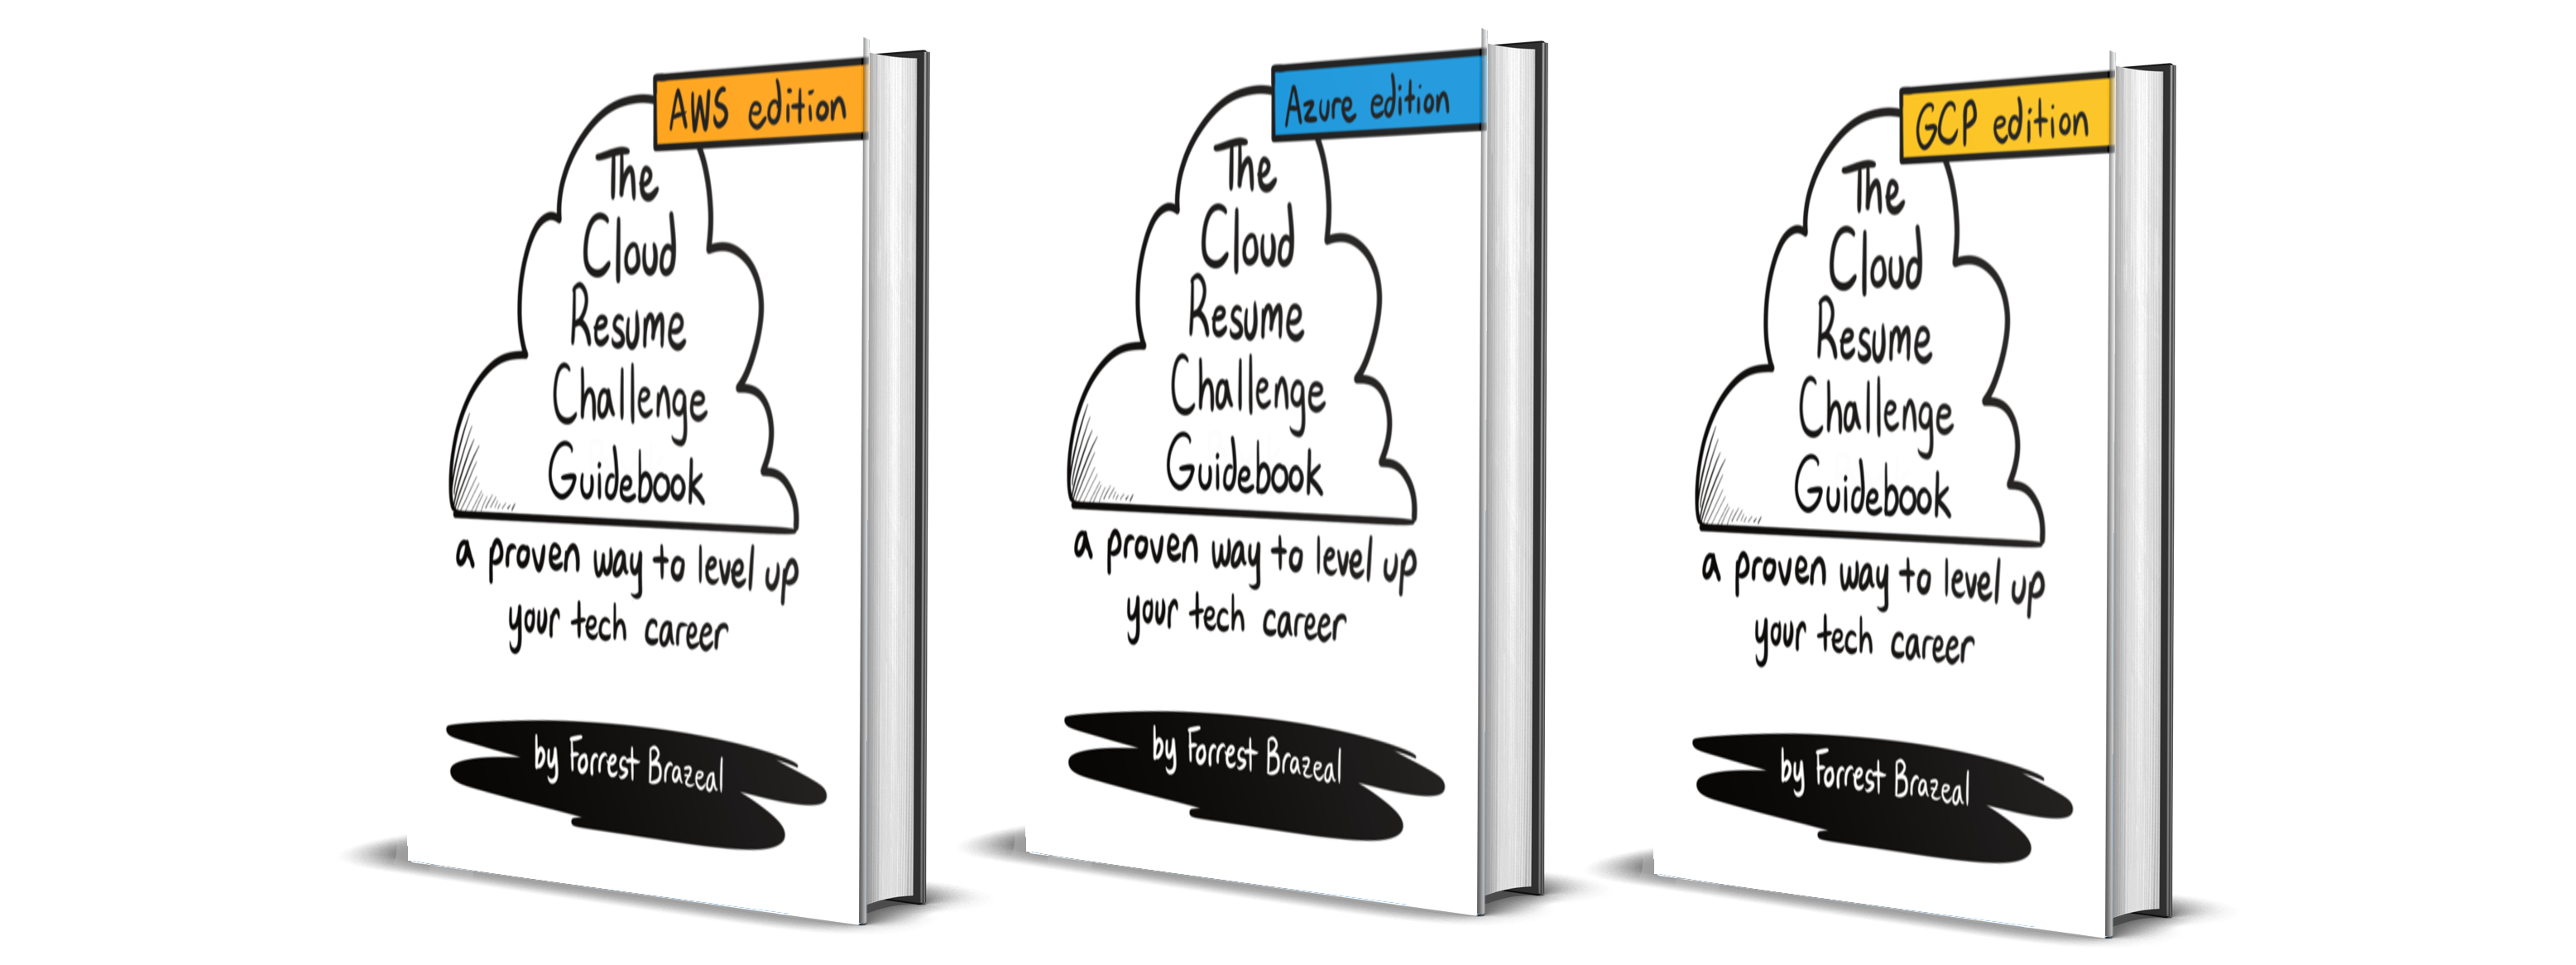 AWS edition
The
Cloud
Resume
Challenge
Guidebook
a proven way to level up
your tech career
by Forrest Brazeal
Azure edition
The
Cloud
Resume
Challenge
Guidebook
a proven way to level up
your tech career
by Forrest Brazeal
GCP edition
The
Cloud
Resume
Challenge
Guidebook
a proven way to level up
your tech career
by Forrest Brazeal